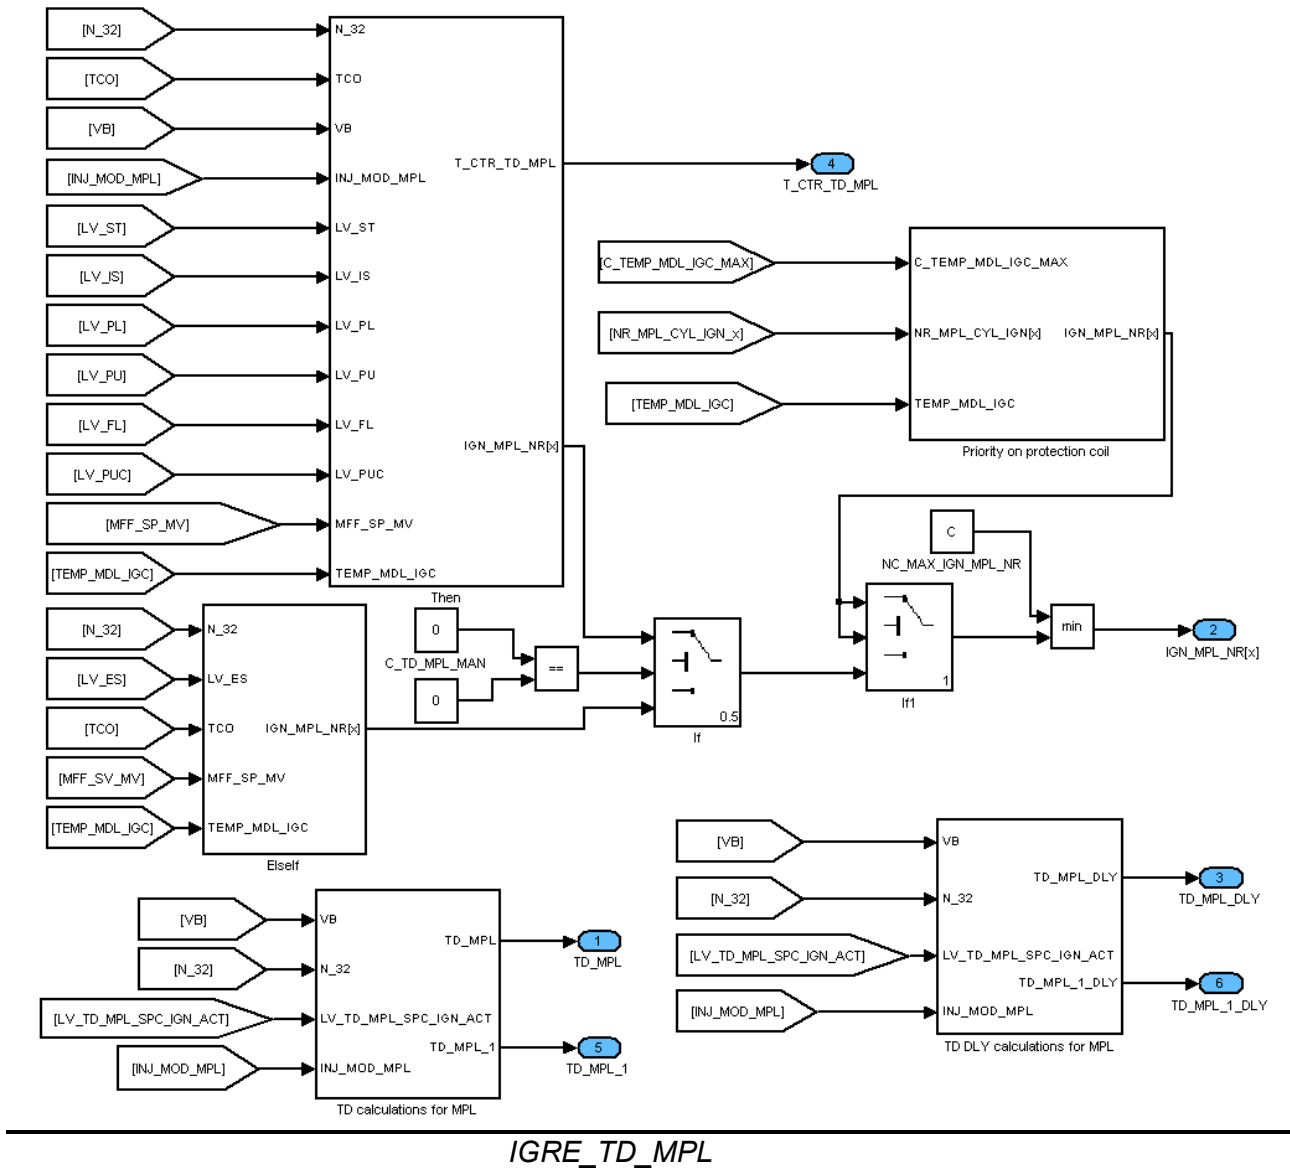 [N_32]
N_32
[TCO]
TCO
[VB]
VB
[INJ_MOD_MPL]
INJ_MOD_MPL
[LV_ST]
LV_ST
[LV_IS]
LV_IS
[LV_PL]
LV_PL
[LV_PU]
LV_PU
[LV_FL]
LV_FL
[LV_PUC]
LV_PUC
[MFF_SP_MV]
MFF_SP_MV
[TEMP_MDL_IGC]
TEMP_MDL_IGC
T_CTR_TD_MPL
IGN_MPL_NR[x]
Then
4
T_CTR_TD_MPL
[C_TEMP_MDL_IGC_MAX]
C_TEMP_MDL_IGC_MAX
[NR_MPL_CYL_IGN_x]
NR_MPL_CYL_IGN[x]
IGN_MPL_NR[x]
[TEMP_MDL_IGC]
TEMP_MDL_IGC
Priority on protection coil
C
NC_MAX_IGN_MPL_NR
[N_32]
N_32
[LV_ES]
LV_ES
[TCO]
TCO
IGN_MPL_NR[x]
[MFF_SV_MV]
MFF_SP_MV
[TEMP_MDL_IGC]
TEMP_MDL_IGC
ElseIf
0
C_TD_MPL_MAN
0
==
0.5
If
1
If1
min
2
IGN_MPL_NR[x]
[VB]
VB
[N_32]
N_32
[LV_TD_MPL_SPC_IGN_ACT]
LV_TD_MPL_SPC_IGN_ACT
[INJ_MOD_MPL]
INJ_MOD_MPL
TD_MPL
TD_MPL_1
TD calculations for MPL
1
TD_MPL
5
TD_MPL_1
[VB]
VB
[N_32]
N_32
[LV_TD_MPL_SPC_IGN_ACT]
LV_TD_MPL_SPC_IGN_ACT
[INJ_MOD_MPL]
INJ_MOD_MPL
TD_MPL_DLY
TD_MPL_1_DLY
TD DLY calculations for MPL
3
TD_MPL_DLY
6
TD_MPL_1_DLY
IGRE_TD_MPL